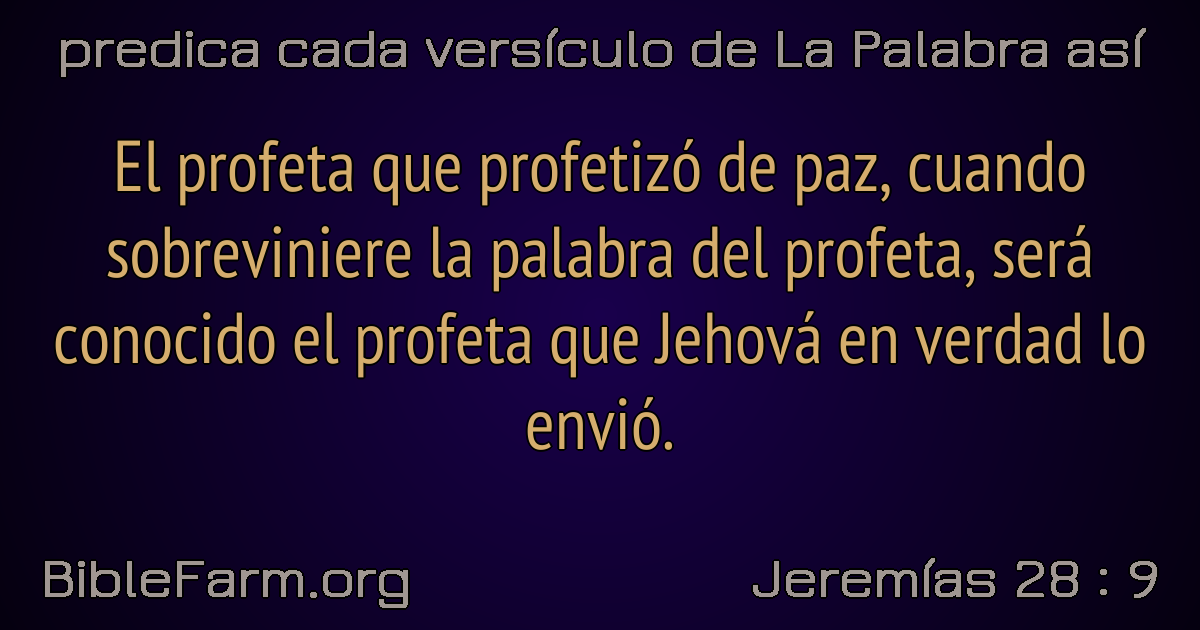 predica cada versículo de La Palabra así
El profeta que profetizó de paz, cuando
sobreviniere la palabra del profeta, será
conocido el profeta que Jehová en verdad lo
envió.
BibleFarm.org
Jeremías 28 : 9